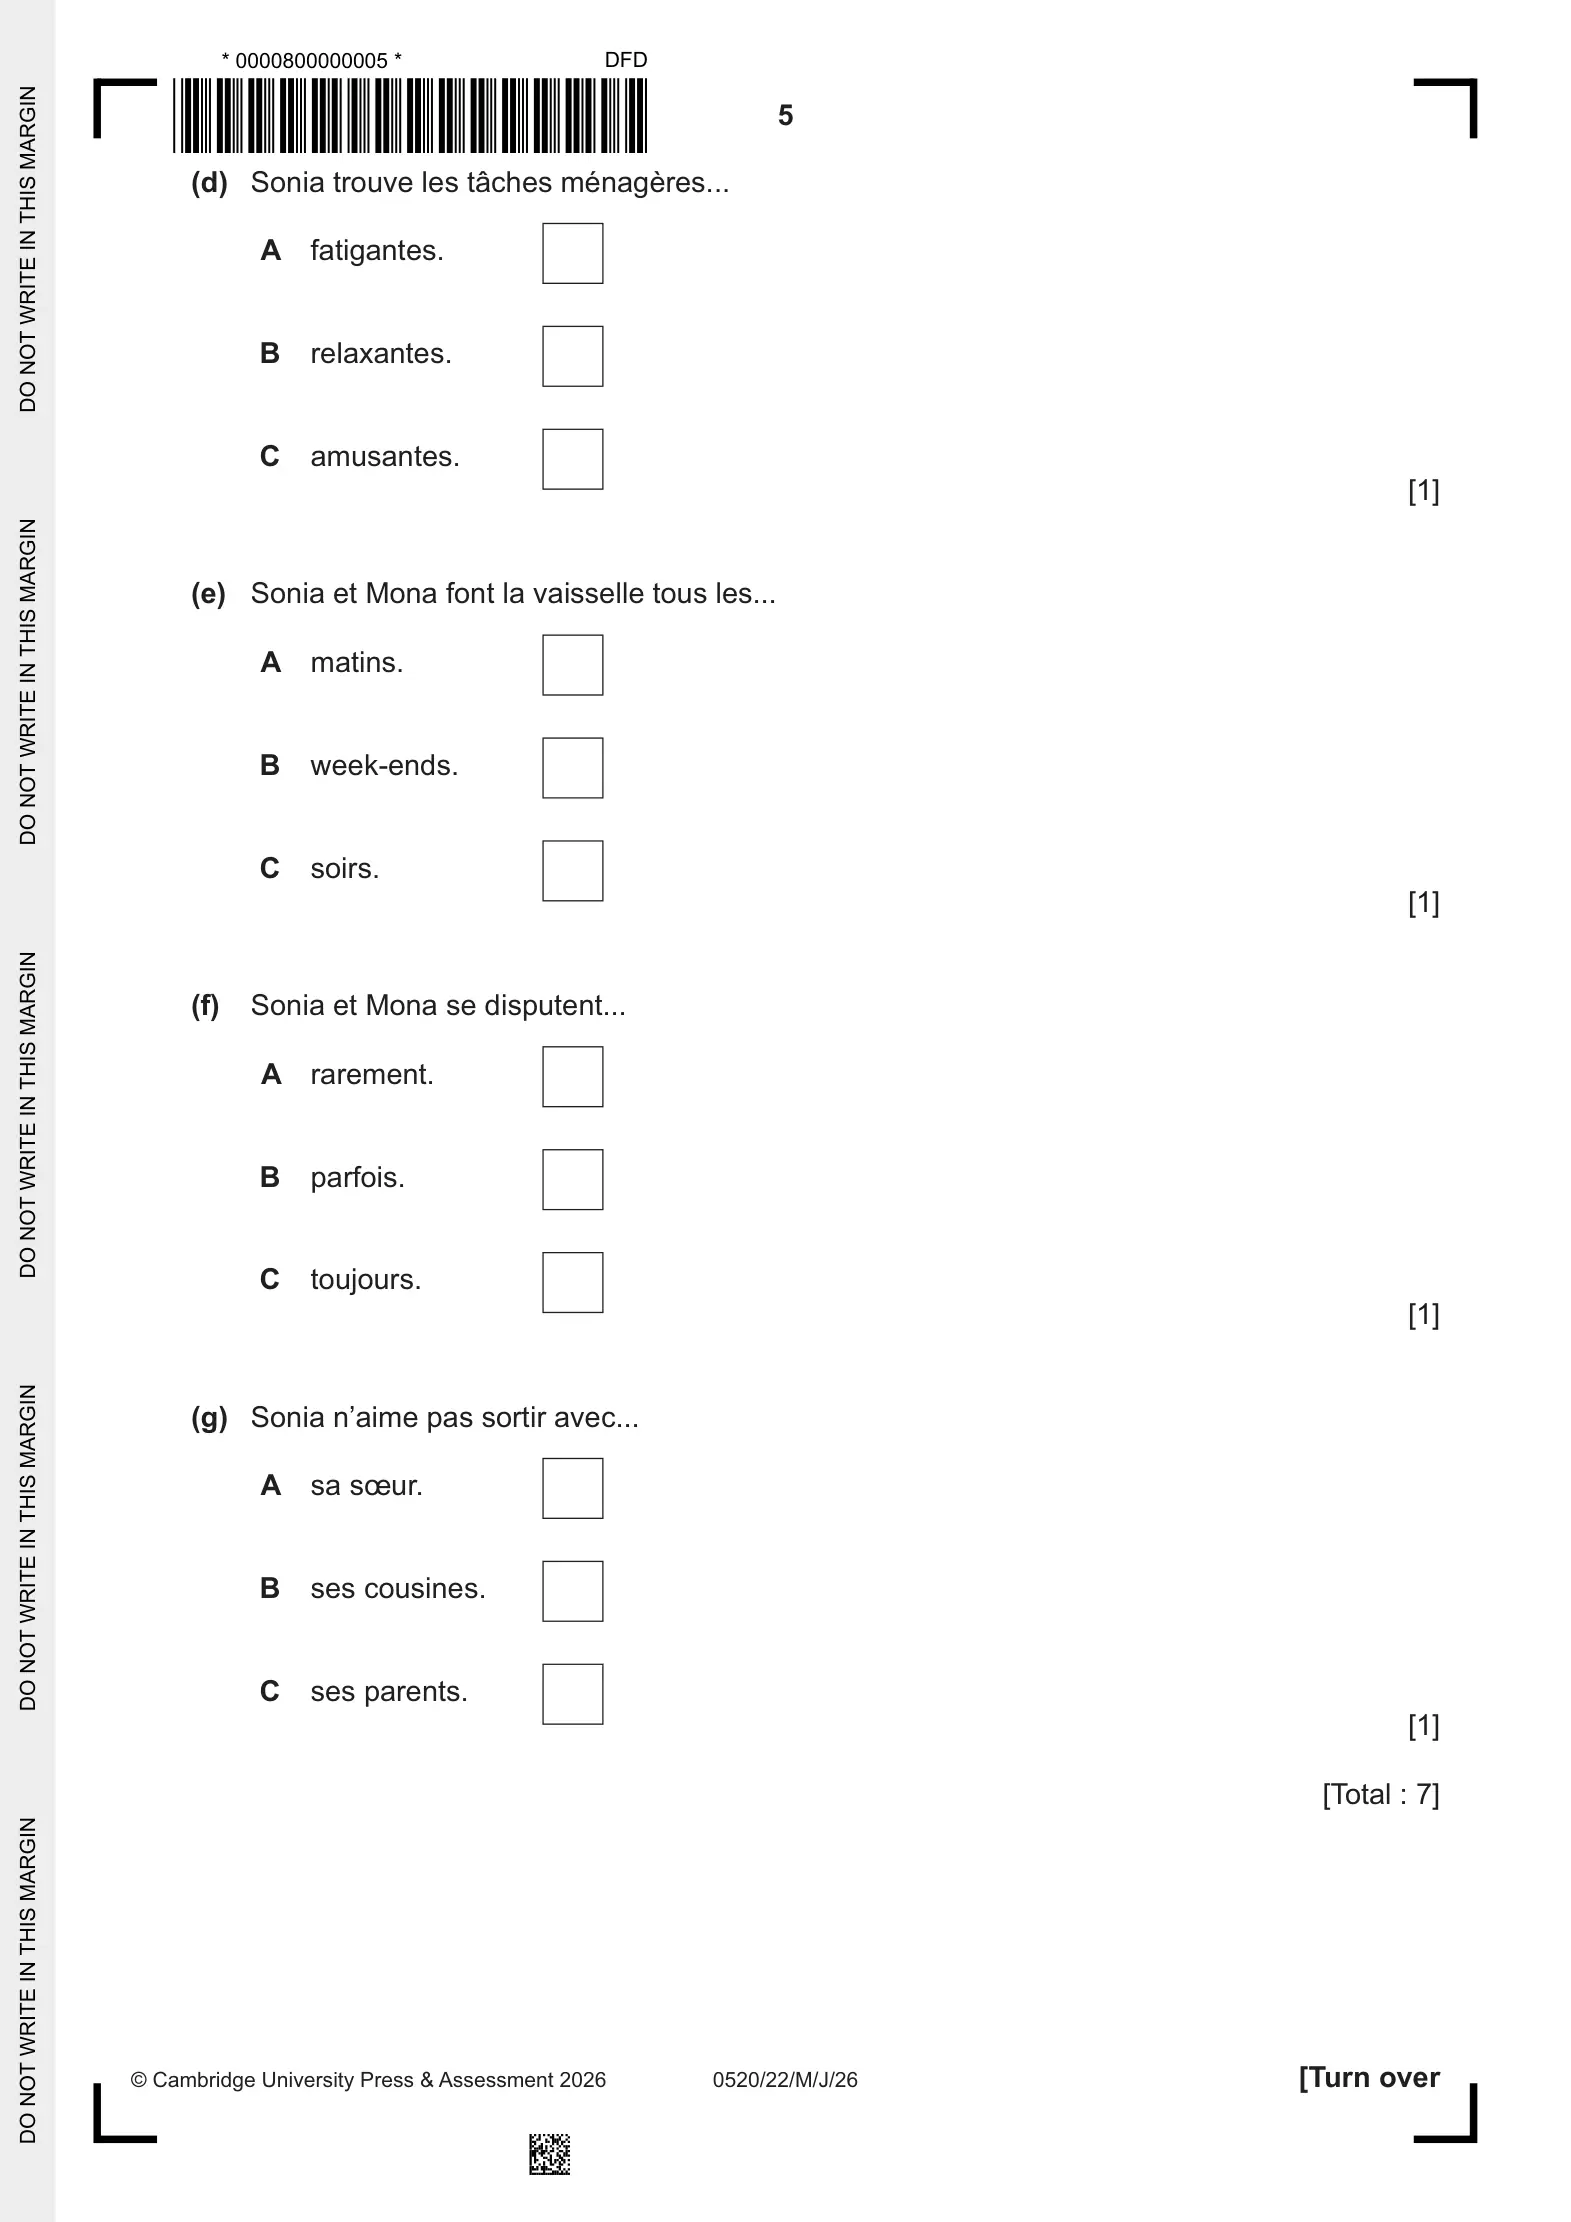 * 0000800000005 *
DFD
5
(d) Sonia trouve les tâches ménagères...
A fatigantes.
B relaxantes.
C amusantes.
[1]
(e) Sonia et Mona font la vaisselle tous les...
A matins.
B week-ends.
C soirs.
[1]
(f) Sonia et Mona se disputent...
A rarement.
B parfois.
C toujours.
[1]
(g) Sonia n’aime pas sortir avec...
A sa sœur.
B ses cousines.
C ses parents.
[1]
[Total : 7]
© Cambridge University Press & Assessment 2026
0520/22/M/J/26
[Turn over
DO NOT WRITE IN THIS MARGIN
DO NOT WRITE IN THIS MARGIN
DO NOT WRITE IN THIS MARGIN
DO NOT WRITE IN THIS MARGIN
DO NOT WRITE IN THIS MARGIN